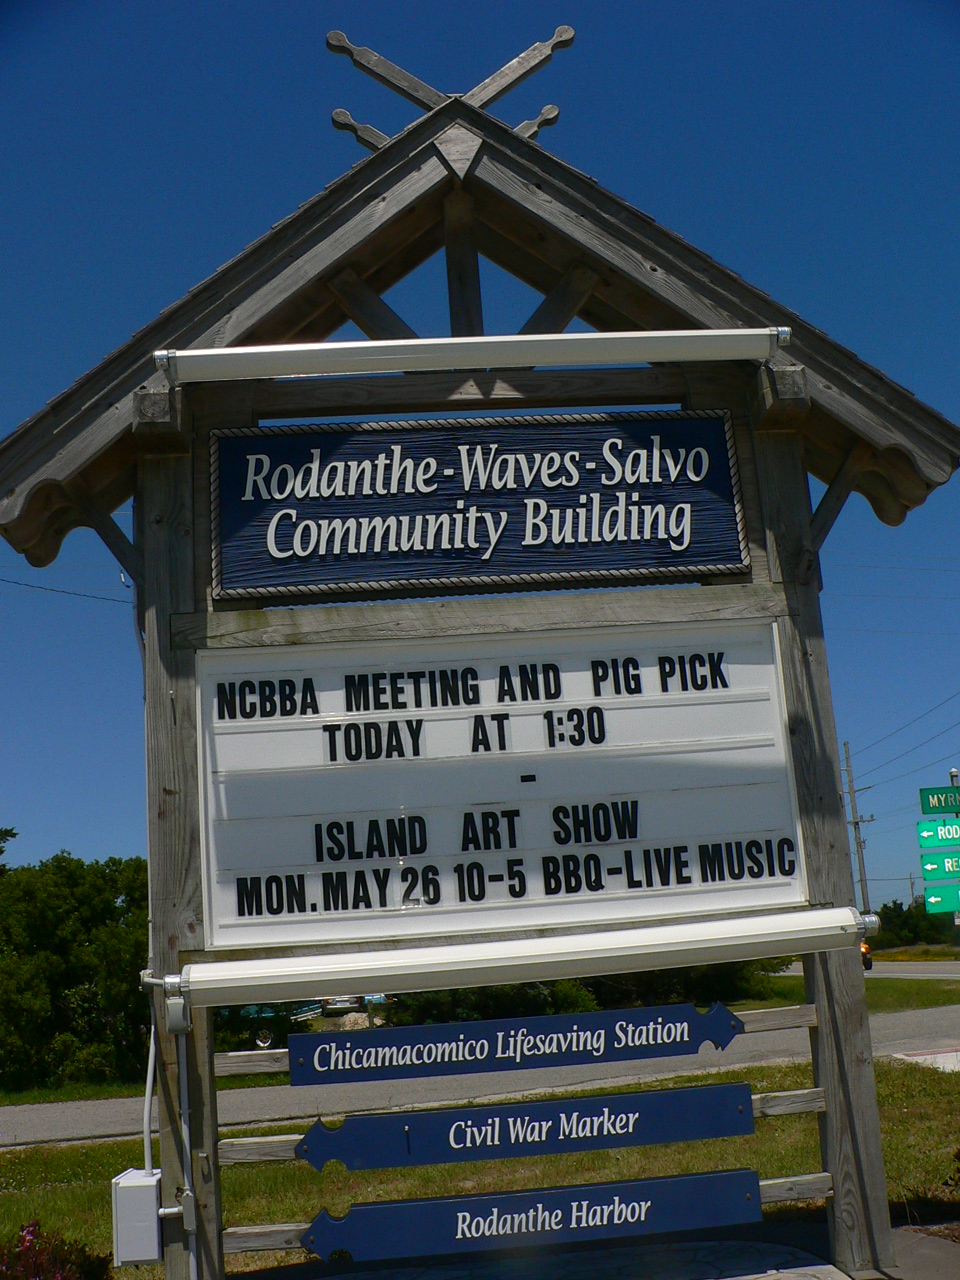 Rodanthe-Waves-Salvo
Community Building
NCBBA MEETING AND PIG PICK
TODAY AT 1:30
-
ISLAND ART SHOW
MON. MAY 26 10-5 BBQ-LIVE MUSIC
Chicamacomico Lifesaving Station
Civil War Marker
Rodanthe Harbor